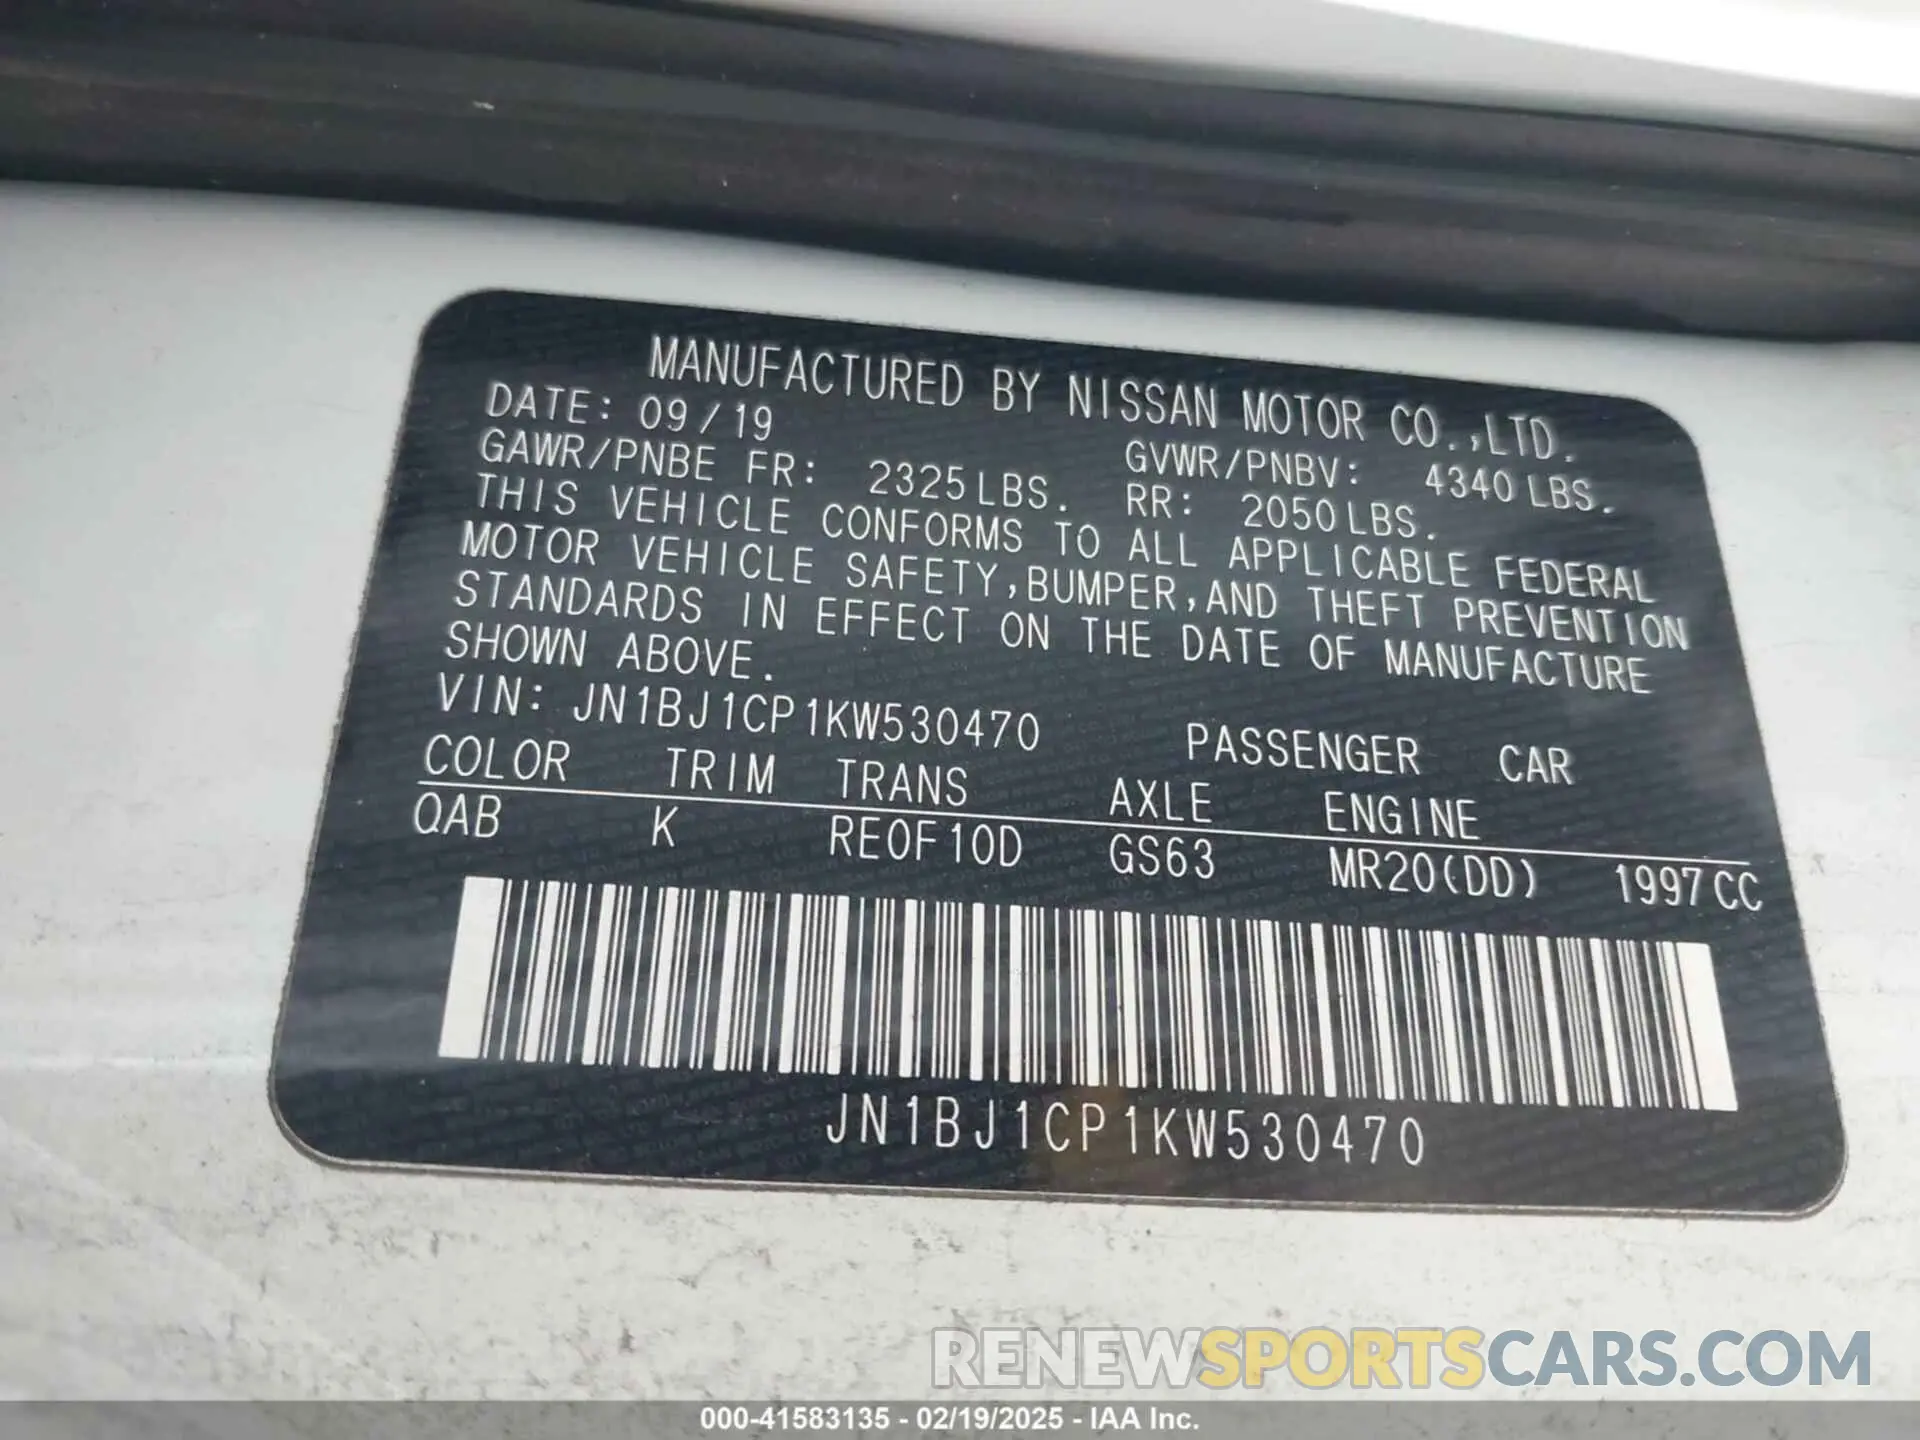 MANUFACTURED BY NISSAN MOTOR CO.,LTD.
DATE: 09/19 GVWR/PNBV: 4340 LBS.
GAWR/PNBE FR: 2325 LBS. RR: 2050 LBS.
THIS VEHICLE CONFORMS TO ALL APPLICABLE FEDERAL
MOTOR VEHICLE SAFETY, BUMPER, AND THEFT PREVENTION
STANDARDS IN EFFECT ON THE DATE OF MANUFACTURE
SHOWN ABOVE.
VIN: JN1BJ1CP1KW530470 PASSENGER CAR
COLOR TRIM TRANS AXLE ENGINE
QAB K RE0F10D GS63 MR20(DD) 1997CC
JN1BJ1CP1KW530470
RENEWSPORTSCARS.COM
000-41583135 - 02/19/2025 - IAA Inc.